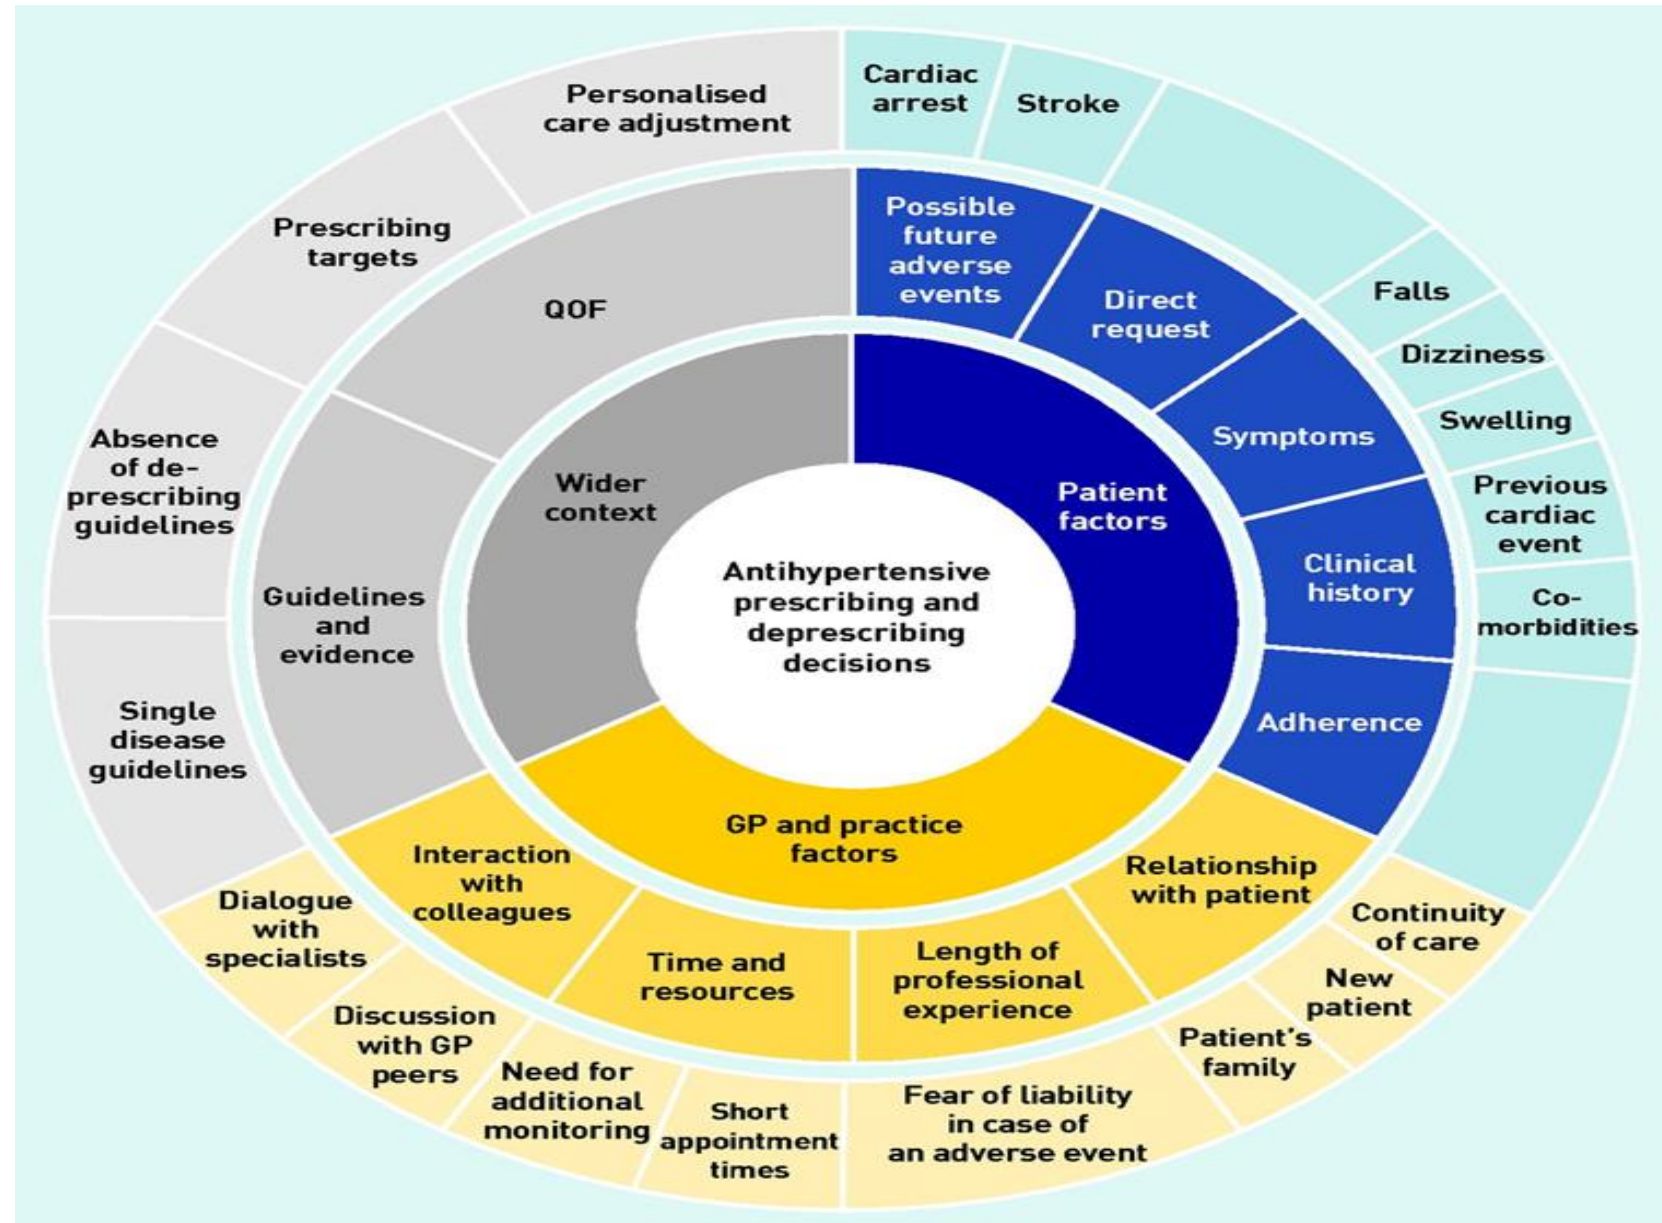 Personalised
care adjustment
Cardiac
arrest
Stroke
Prescribing
targets
QOF
Possible
future
adverse
events
Direct
request
Falls
Dizziness
Swelling
Symptoms
Absence
of de-
prescribing
guidelines
Wider
context
Patient
factors
Previous
cardiac
event
Clinical
history
Co-
morbidities
Guidelines
and
evidence
Antihypertensive
prescribing and
deprescribing
decisions
Single
disease
guidelines
Adherence
GP and practice
factors
Interaction
with
colleagues
Relationship
with patient
Dialogue
with
specialists
Time and
resources
Length of
professional
experience
Continuity
of care
New
patient
Discussion
with GP
peers
Patient's
family
Need for
additional
monitoring
Short
appointment
times
Fear of liability
in case of
an adverse event